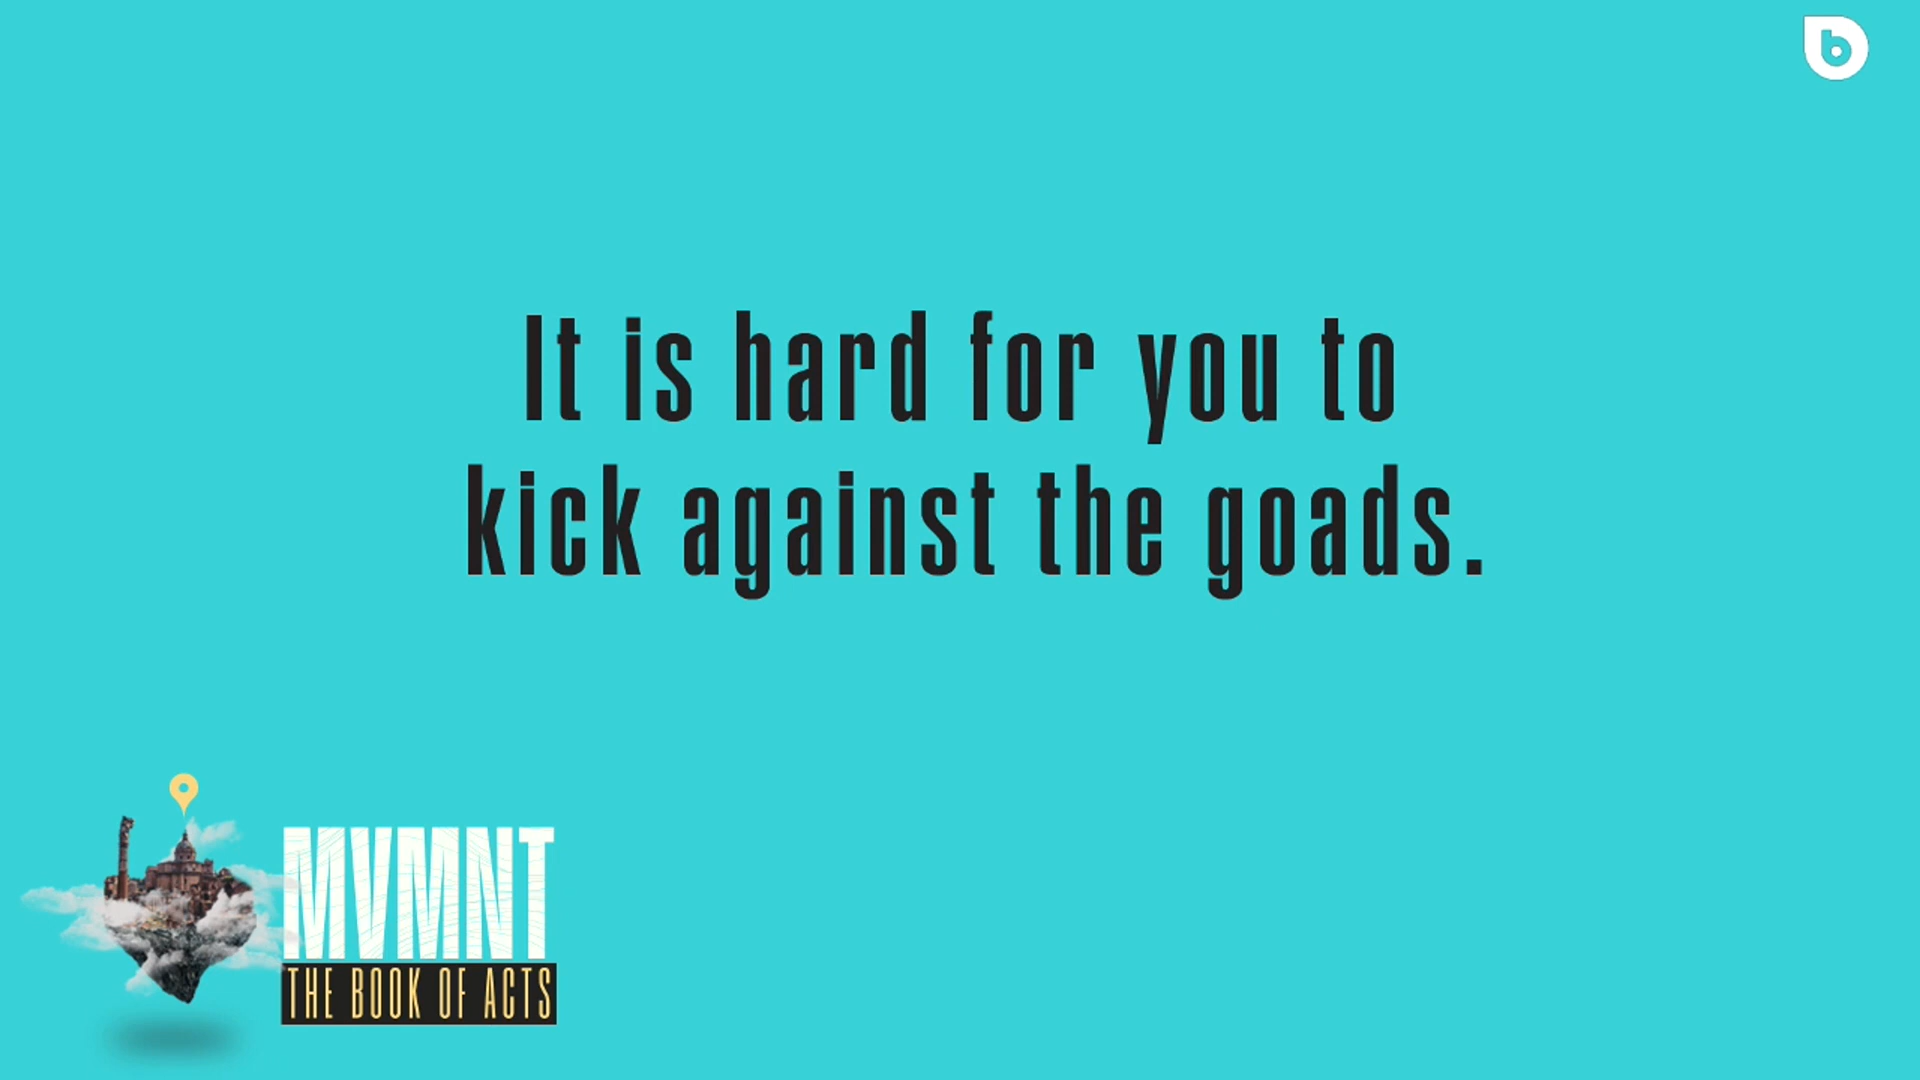 b
It is hard for you to
kick against the goads.
MVMNT
THE BOOK OF ACTS